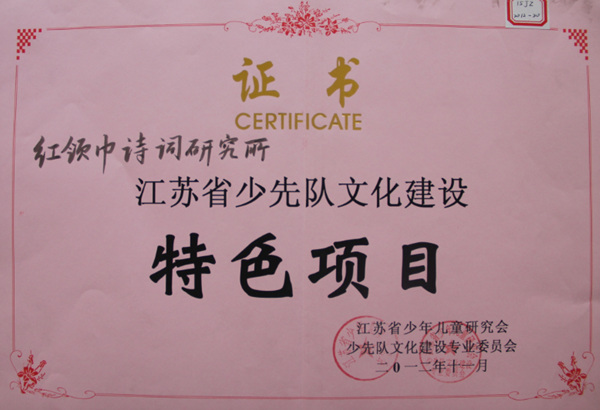 证书
CERTIFICATE
红领巾诗词研究所
江苏省少先队文化建设
特色项目
江苏省少年儿童研究会
少先队文化建设专业委员会
二0一二年十一月